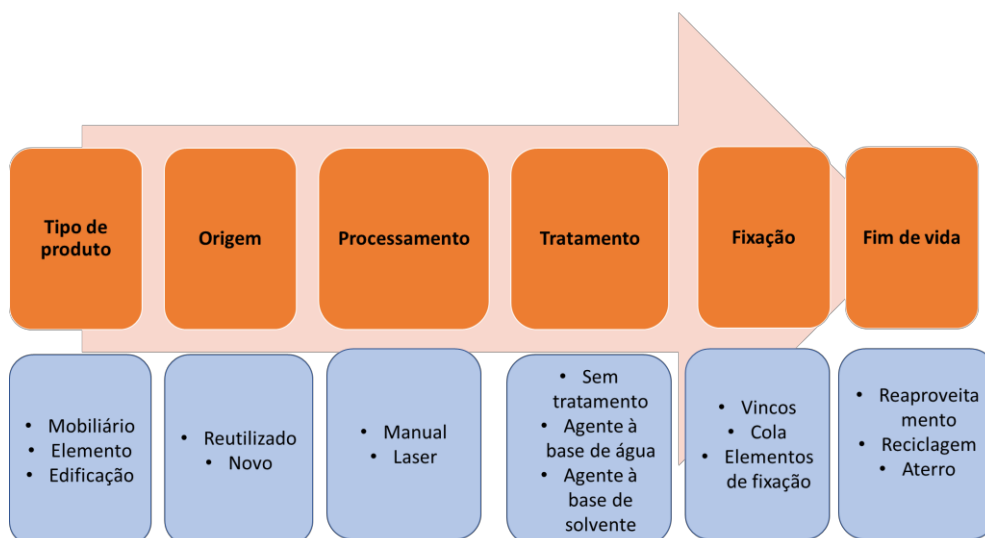 Tipo de
produto
Origem
Processamento
Tratamento
Fixação
Fim de vida
• Mobiliário
• Elemento
• Edificação
• Reutilizado
• Novo
• Manual
• Laser
• Sem
tratamento
• Agente à
base de água
• Agente à
base de
solvente
• Vincos
• Cola
• Elementos
de fixação
• Reaproveita
mento
• Reciclagem
• Aterro